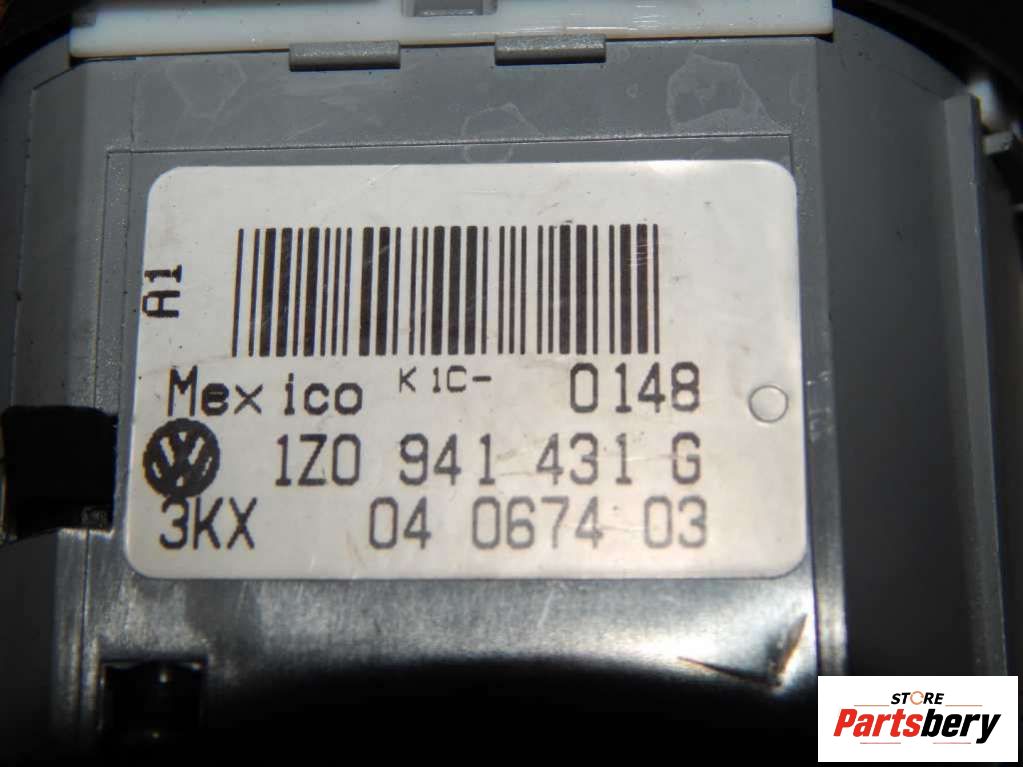 A1
Mexico K1C- 0148
1Z0 941 431 G
3KX 04 0674 03
STORE
Partsbery